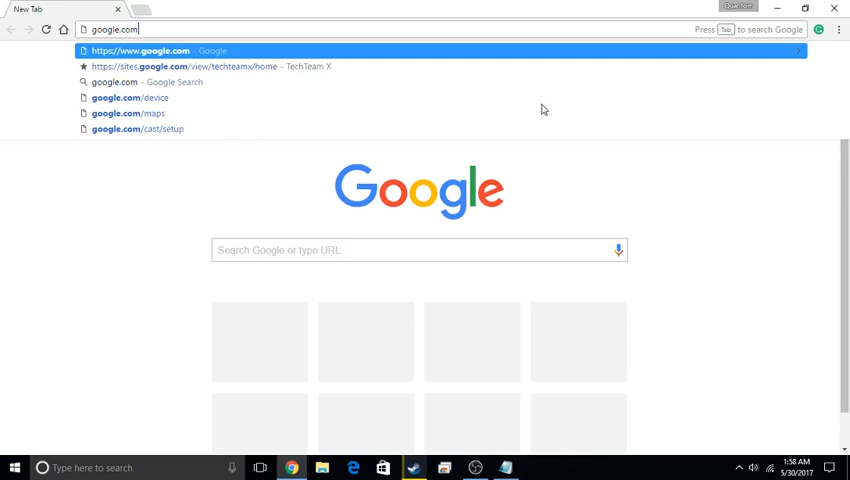 New Tab
Quantum
google.com
Press Tab to search Google
https://www.google.com - Google
https://sites.google.com/view/techteamx/home - TechTeam X
google.com - Google Search
google.com/device
google.com/maps
google.com/cast/setup
Google
Search Google or type URL
Type here to search
1:58 AM
5/30/2017